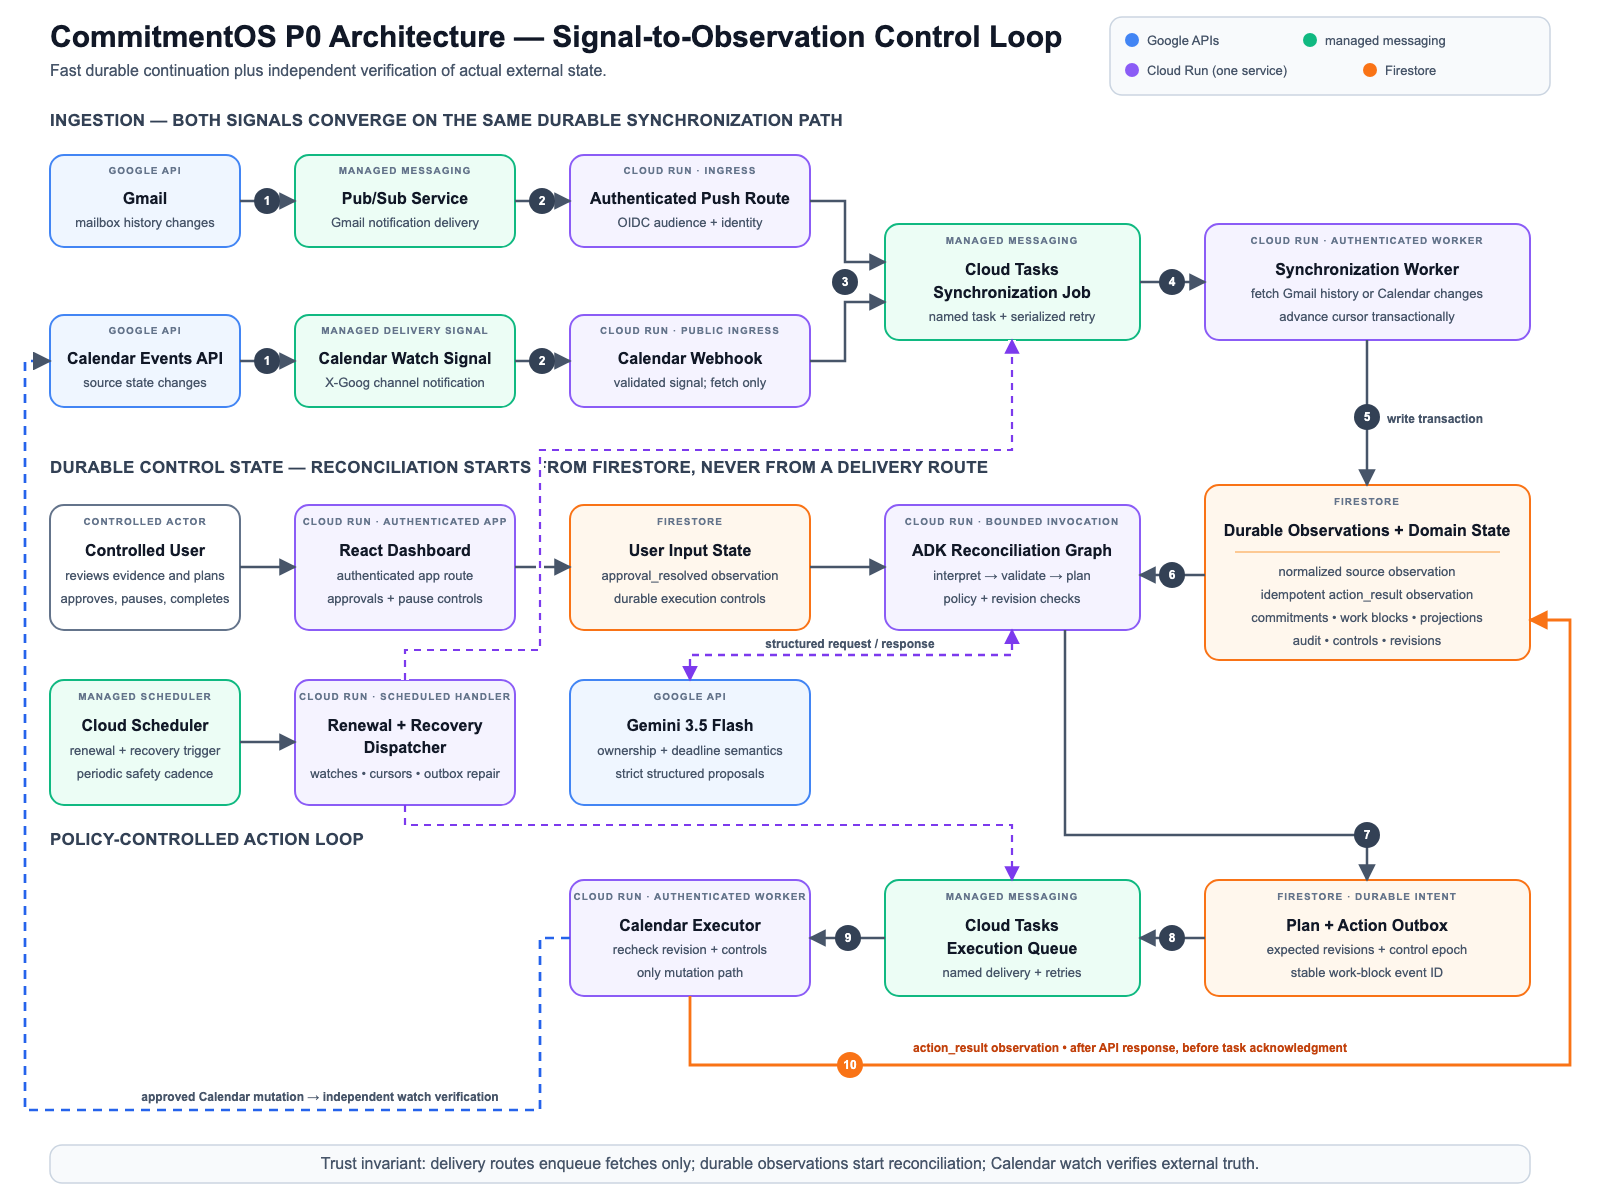 CommitmentOS P0 Architecture — Signal-to-Observation Control Loop
Fast durable continuation plus independent verification of actual external state.
Google APIs
managed messaging
Cloud Run (one service)
Firestore
INGESTION — BOTH SIGNALS CONVERGE ON THE SAME DURABLE SYNCHRONIZATION PATH
GOOGLE API
Gmail
mailbox history changes
1
MANAGED MESSAGING
Pub/Sub Service
Gmail notification delivery
2
CLOUD RUN · INGRESS
Authenticated Push Route
OIDC audience + identity
GOOGLE API
Calendar Events API
source state changes
1
MANAGED DELIVERY SIGNAL
Calendar Watch Signal
X-Goog channel notification
2
CLOUD RUN · PUBLIC INGRESS
Calendar Webhook
validated signal; fetch only
3
MANAGED MESSAGING
Cloud Tasks
Synchronization Job
named task + serialized retry
4
CLOUD RUN · AUTHENTICATED WORKER
Synchronization Worker
fetch Gmail history or Calendar changes
advance cursor transactionally
5
write transaction
DURABLE CONTROL STATE — RECONCILIATION STARTS FROM FIRESTORE, NEVER FROM A DELIVERY ROUTE
CONTROLLED ACTOR
Controlled User
reviews evidence and plans
approves, pauses, completes
CLOUD RUN · AUTHENTICATED APP
React Dashboard
authenticated app route
approvals + pause controls
FIRESTORE
User Input State
approval_resolved observation
durable execution controls
CLOUD RUN · BOUNDED INVOCATION
ADK Reconciliation Graph
interpret → validate → plan
policy + revision checks
6
FIRESTORE
Durable Observations + Domain State
normalized source observation
idempotent action_result observation
commitments • work blocks • projections
audit • controls • revisions
structured request / response
MANAGED SCHEDULER
Cloud Scheduler
renewal + recovery trigger
periodic safety cadence
CLOUD RUN · SCHEDULED HANDLER
Renewal + Recovery
Dispatcher
watches • cursors • outbox repair
GOOGLE API
Gemini 3.5 Flash
ownership + deadline semantics
strict structured proposals
POLICY-CONTROLLED ACTION LOOP
7
CLOUD RUN · AUTHENTICATED WORKER
Calendar Executor
recheck revision + controls
only mutation path
9
MANAGED MESSAGING
Cloud Tasks
Execution Queue
named delivery + retries
8
FIRESTORE · DURABLE INTENT
Plan + Action Outbox
expected revisions + control epoch
stable work-block event ID
action_result observation • after API response, before task acknowledgment
10
approved Calendar mutation → independent watch verification
Trust invariant: delivery routes enqueue fetches only; durable observations start reconciliation; Calendar watch verifies external truth.